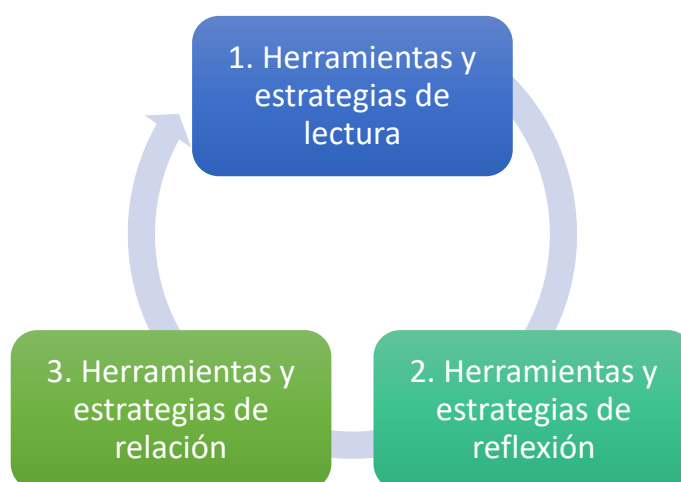 1. Herramientas y
estrategias de
lectura
2. Herramientas y
estrategias de
reflexión
3. Herramientas y
estrategias de
relación